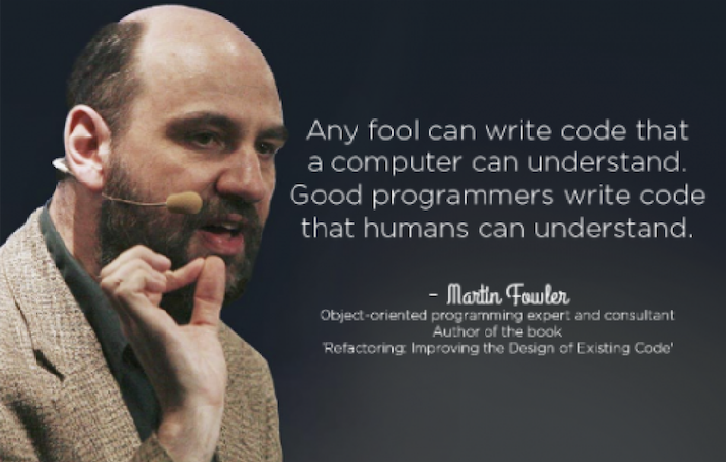 Any fool can write code that
a computer can understand.
Good programmers write code
that humans can understand.
- Martin Fowler
Object-oriented programming expert and consultant
Author of the book
'Refactoring: Improving the Design of Existing Code'